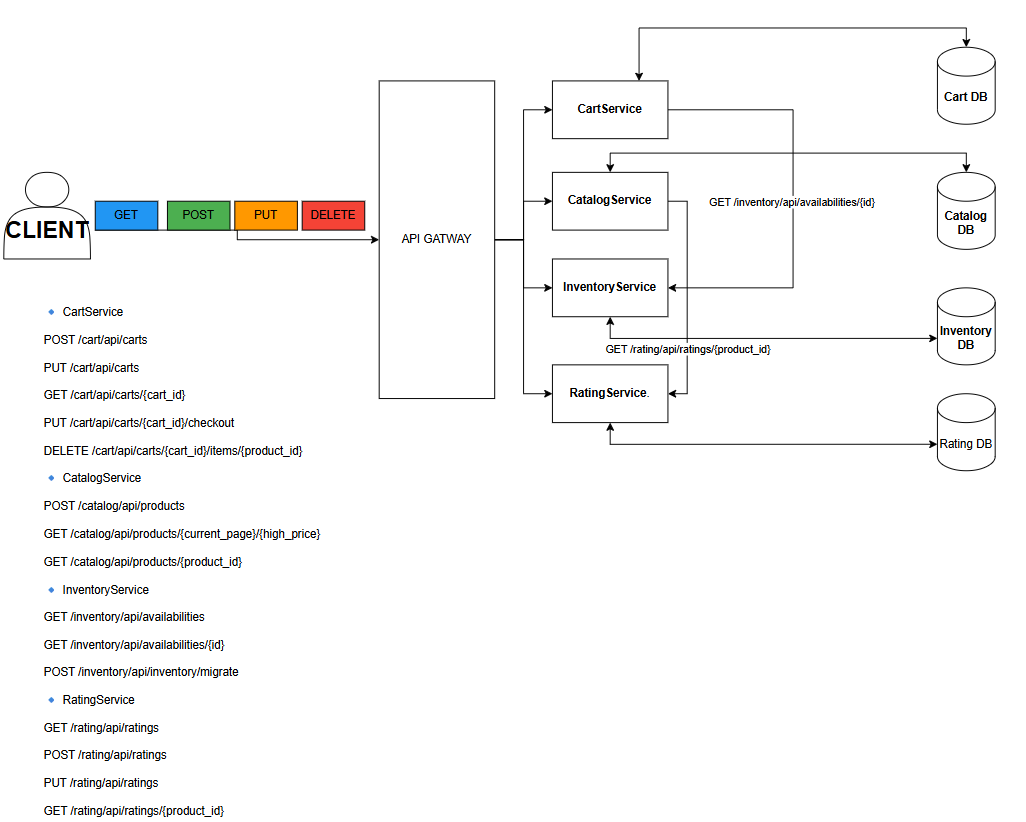 CLIENT
GET
POST
PUT
DELETE
API GATWAY
CartService
CatalogService
InventoryService
RatingService.
GET /inventory/api/availabilities/{id}
GET /rating/api/ratings/{product_id}
Cart DB
Catalog
DB
Inventory
DB
Rating DB
CartService
POST /cart/api/carts
PUT /cart/api/carts
GET /cart/api/carts/{cart_id}
PUT /cart/api/carts/{cart_id}/checkout
DELETE /cart/api/carts/{cart_id}/items/{product_id}
CatalogService
POST /catalog/api/products
GET /catalog/api/products/{current_page}/{high_price}
GET /catalog/api/products/{product_id}
InventoryService
GET /inventory/api/availabilities
GET /inventory/api/availabilities/{id}
POST /inventory/api/inventory/migrate
RatingService
GET /rating/api/ratings
POST /rating/api/ratings
PUT /rating/api/ratings
GET /rating/api/ratings/{product_id}